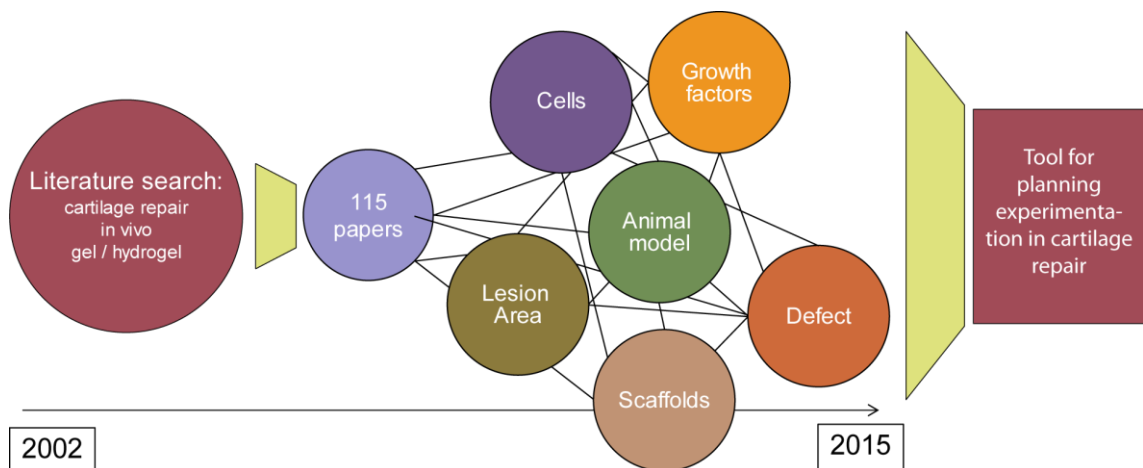 Literature search:
cartilage repair
in vivo
gel / hydrogel
115
papers
Cells
Growth
factors
Animal
model
Lesion
Area
Defect
Scaffolds
Tool for
planning
experimenta-
tion in cartilage
repair
2002
2015